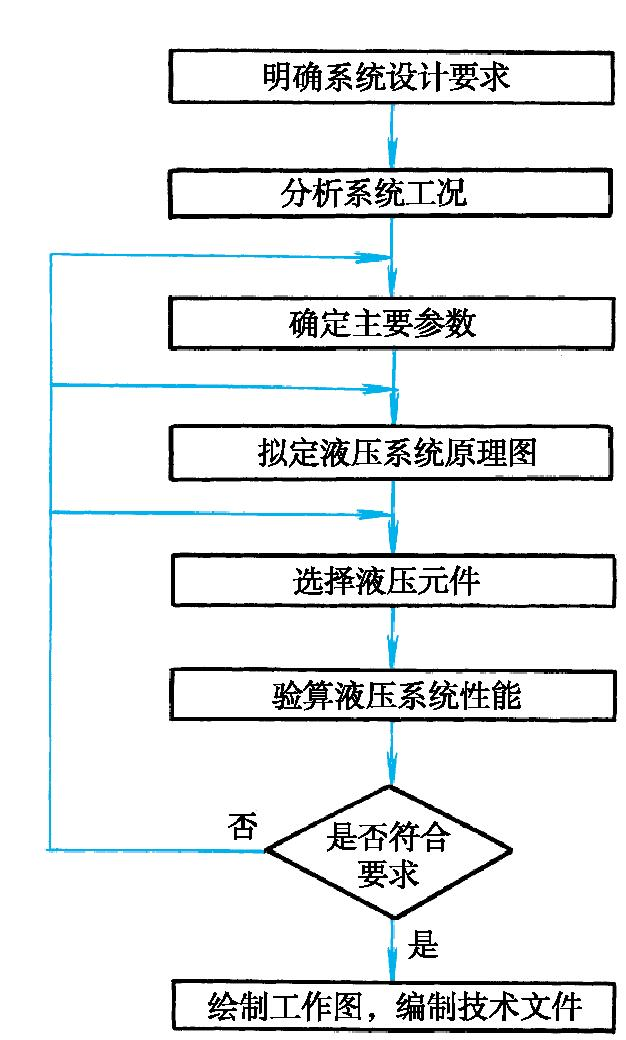 明确系统设计要求
分析系统工况
确定主要参数
拟定液压系统原理图
选择液压元件
验算液压系统性能
否
是否符合
要求
是
绘制工作图，编制技术文件